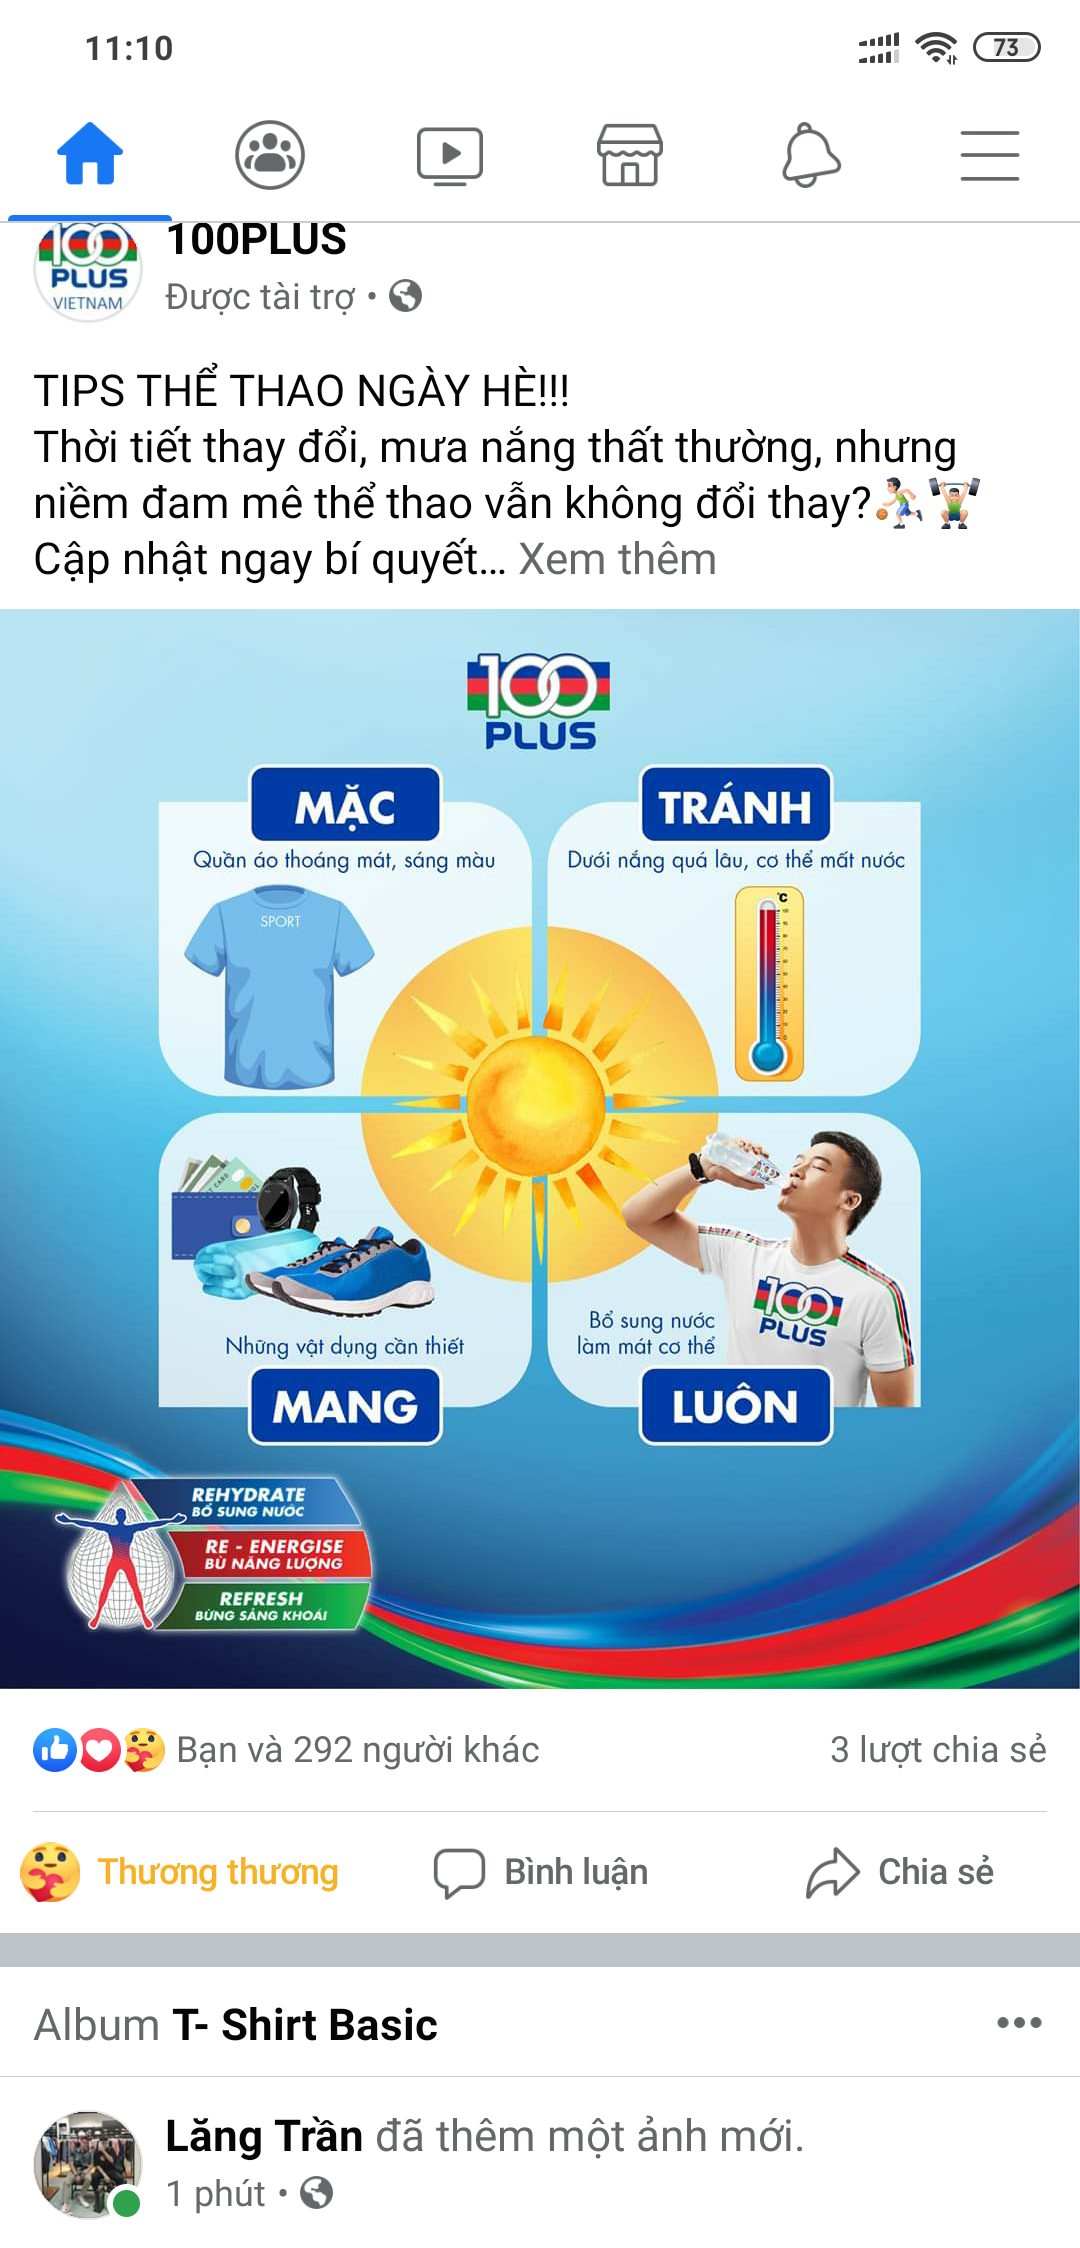 11:10
73
100PLUS
100
PLUS
VIETNAM
Được tài trợ •
TIPS THỂ THAO NGÀY HÈ!!!
Thời tiết thay đổi, mưa nắng thất thường, nhưng
niềm đam mê thể thao vẫn không đổi thay?
Cập nhật ngay bí quyết... Xem thêm
100
PLUS
MẶC
Quần áo thoáng mát, sáng màu
SPORT
TRÁNH
Dưới nắng quá lâu, cơ thể mất nước
°C
Những vật dụng cần thiết
MANG
Bổ sung nước
làm mát cơ thể
100
PLUS
LUÔN
REHYDRATE
BỔ SUNG NƯỚC
RE - ENERGISE
BÙ NĂNG LƯỢNG
REFRESH
BỪNG SẢNG KHOÁI
Bạn và 292 người khác
3 lượt chia sẻ
Thương thương
Bình luận
Chia sẻ
Album T- Shirt Basic
Lăng Trần đã thêm một ảnh mới.
1 phút •